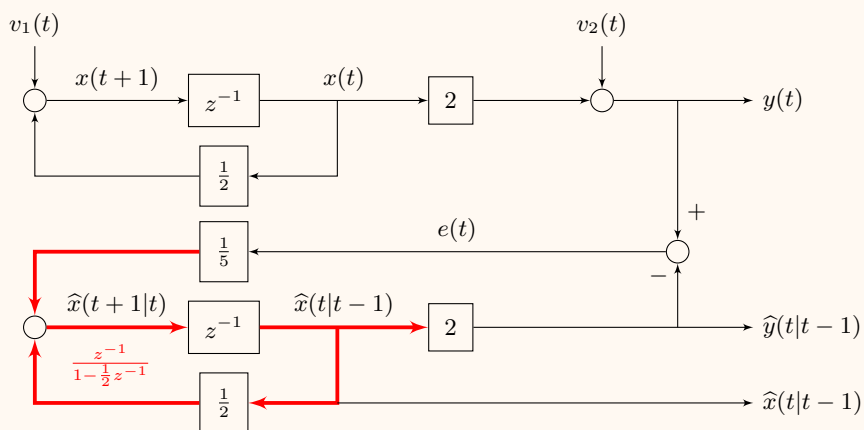 v₁(t) v₂(t)
x(t+1) z⁻¹ x(t) 2 y(t)
1/2
+
1/5 e(t)
−
x̂(t+1|t) z⁻¹ x̂(t|t−1) 2 ŷ(t|t−1)
z⁻¹/(1−½z⁻¹)
1/2 x̂(t|t−1)